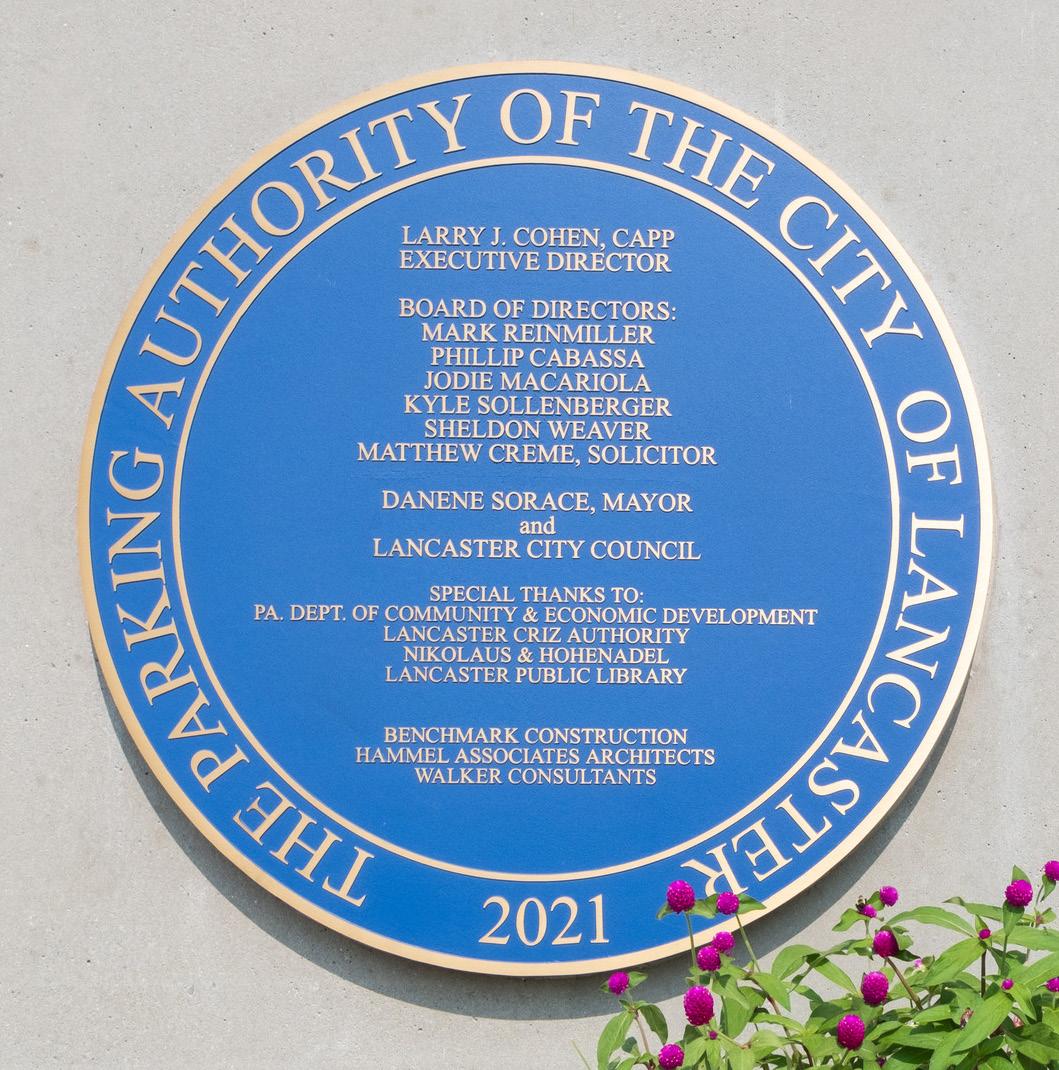 THE PARKING AUTHORITY OF THE CITY OF LANCASTER
LARRY J. COHEN, CAPP
EXECUTIVE DIRECTOR
BOARD OF DIRECTORS:
MARK REINMILLER
PHILLIP CABASSA
JODIE MACARIOLA
KYLE SOLLENBERGER
SHELDON WEAVER
MATTHEW CREME, SOLICITOR
DANENE SORACE, MAYOR
and
LANCASTER CITY COUNCIL
SPECIAL THANKS TO:
PA. DEPT. OF COMMUNITY & ECONOMIC DEVELOPMENT
LANCASTER CRIZ AUTHORITY
NIKOLAUS & HOHENADEL
LANCASTER PUBLIC LIBRARY
BENCHMARK CONSTRUCTION
HAMMEL ASSOCIATES ARCHITECTS
WALKER CONSULTANTS
2021